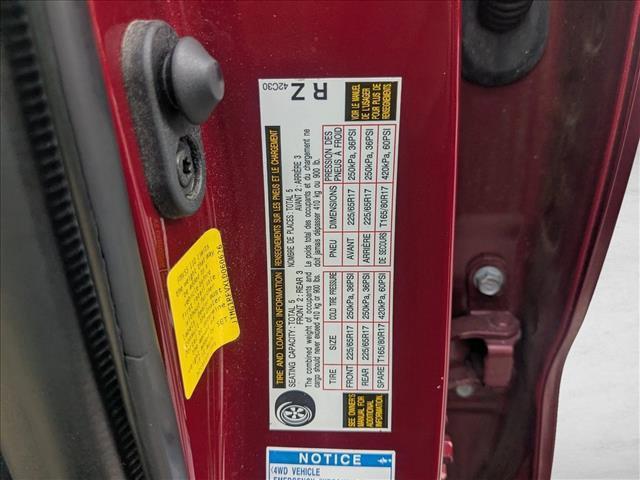 TIRE AND LOADING INFORMATION
RENSEIGNEMENTS SUR LES PNEUS ET LE CHARGEMENT
SEATING CAPACITY : TOTAL 5
FRONT 2 : REAR 3
The combined weight of occupants and
cargo should never exceed 410 kg or 900 lbs.
NOMBRE DE PLACES : TOTAL 5
AVANT 2 : ARRIÈRE 3
Le poids total des occupants et du chargement ne
doit jamais dépasser 410 kg ou 900 lb.
TIRE SIZE COLD TIRE PRESSURE
FRONT 225/65R17 250kPa, 36PSI
REAR 225/65R17 250kPa, 36PSI
SPARE T165/80R17 420kPa, 60PSI
PNEU DIMENSIONS PRESSION DES
PNEUS À FROID
AVANT 225/65R17 250kPa, 36PSI
ARRIÈRE 225/65R17 250kPa, 36PSI
DE SECOURS T165/80R17 420kPa, 60PSI
SEE OWNER'S
MANUAL FOR
ADDITIONAL
INFORMATION
VOIR LE MANUEL
DE L'USAGER
POUR PLUS DE
RENSEIGNEMENTS
42C30
R Z
NOTICE
4WD VEHICLE